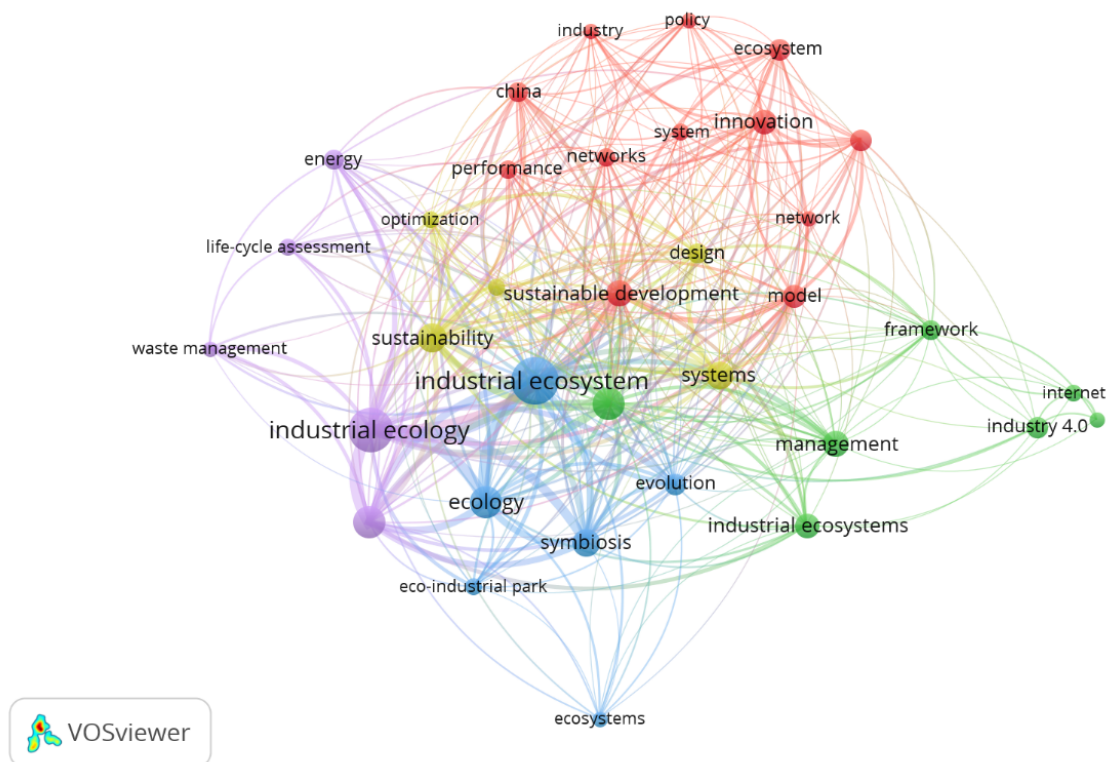 industry
policy
ecosystem
china
innovation
system
networks
energy
performance
optimization
network
life-cycle assessment
design
sustainable development
model
framework
sustainability
waste management
industrial ecosystem
systems
internet
industry 4.0
industrial ecology
management
evolution
ecology
industrial ecosystems
symbiosis
eco-industrial park
ecosystems
VOSviewer